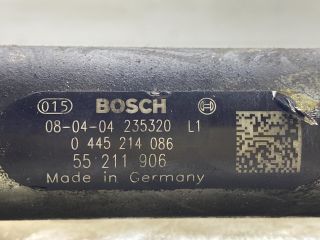 015 BOSCH
08-04-04 235320 L1
0 445 214 086
55 211 906
Made in Germany